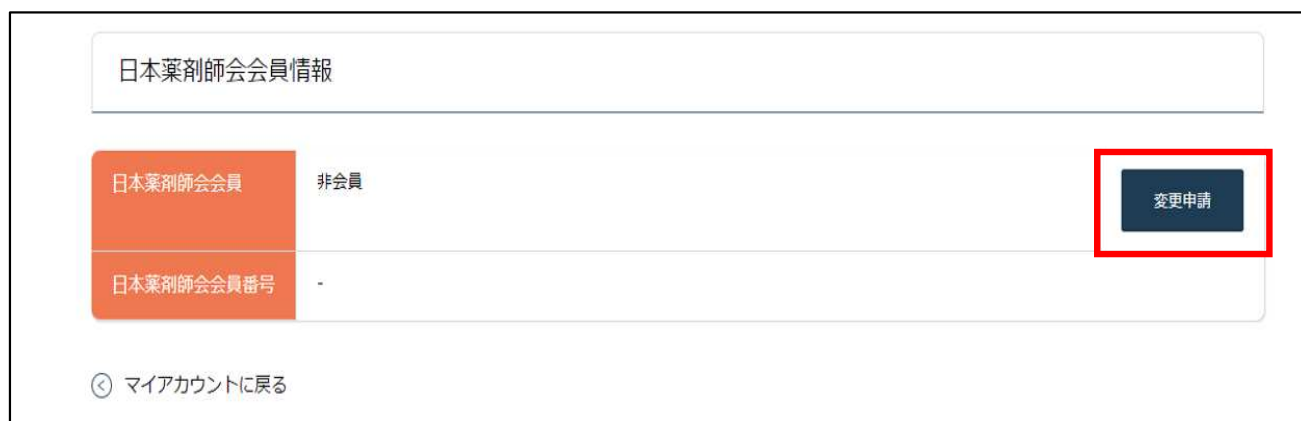 日本薬剤師会会員情報
日本薬剤師会会員 非会員 変更申請
日本薬剤師会会員番号 -
マイアカウントに戻る